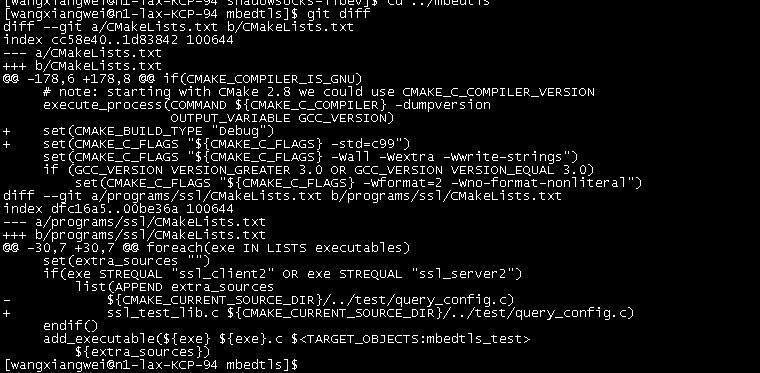 [wangxiangwei@n1-lax-KCP-94 shadowsocks-libev]$ cd ../mbedtls
[wangxiangwei@n1-lax-KCP-94 mbedtls]$ git diff
diff --git a/CMakeLists.txt b/CMakeLists.txt
index cc58e40..1d83842 100644
--- a/CMakeLists.txt
+++ b/CMakeLists.txt
@@ -178,6 +178,8 @@ if(CMAKE_COMPILER_IS_GNU)
     # note: starting with CMake 2.8 we could use CMAKE_C_COMPILER_VERSION
     execute_process(COMMAND ${CMAKE_C_COMPILER} -dumpversion
                     OUTPUT_VARIABLE GCC_VERSION)
+    set(CMAKE_BUILD_TYPE "Debug")
+    set(CMAKE_C_FLAGS "${CMAKE_C_FLAGS} -std=c99")
     set(CMAKE_C_FLAGS "${CMAKE_C_FLAGS} -Wall -Wextra -Wwrite-strings")
     if (GCC_VERSION VERSION_GREATER 3.0 OR GCC_VERSION VERSION_EQUAL 3.0)
         set(CMAKE_C_FLAGS "${CMAKE_C_FLAGS} -Wformat=2 -Wno-format-nonliteral")
diff --git a/programs/ssl/CMakeLists.txt b/programs/ssl/CMakeLists.txt
index dfc16a5..00be36a 100644
--- a/programs/ssl/CMakeLists.txt
+++ b/programs/ssl/CMakeLists.txt
@@ -30,7 +30,7 @@ foreach(exe IN LISTS executables)
     set(extra_sources "")
     if(exe STREQUAL "ssl_client2" OR exe STREQUAL "ssl_server2")
         list(APPEND extra_sources
-            ${CMAKE_CURRENT_SOURCE_DIR}/../test/query_config.c)
+            ssl_test_lib.c ${CMAKE_CURRENT_SOURCE_DIR}/../test/query_config.c)
     endif()
     add_executable(${exe} ${exe}.c $<TARGET_OBJECTS:mbedtls_test>
         ${extra_sources})
[wangxiangwei@n1-lax-KCP-94 mbedtls]$